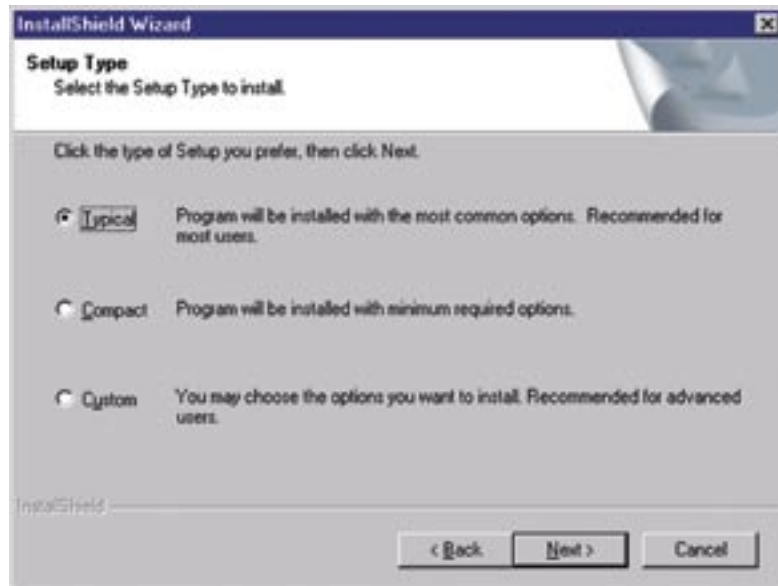 InstallShield Wizard
Setup Type
Select the Setup Type to install.
Click the type of Setup you prefer, then click Next.
Typical Program will be installed with the most common options. Recommended for
most users.
Compact Program will be installed with minimum required options.
Custom You may choose the options you want to install. Recommended for advanced
users.
InstallShield
< Back Next > Cancel